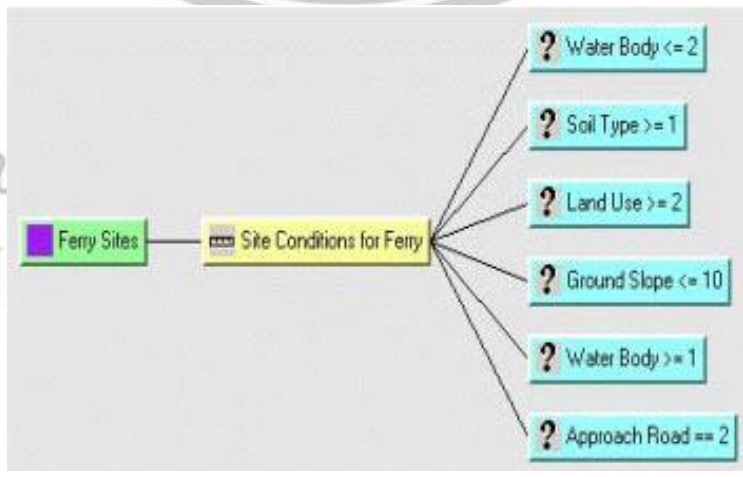 Ferry Sites
Site Conditions for Ferry
? Water Body <= 2
? Soil Type >= 1
? Land Use >= 2
? Ground Slope <= 10
? Water Body >= 1
? Approach Road == 2